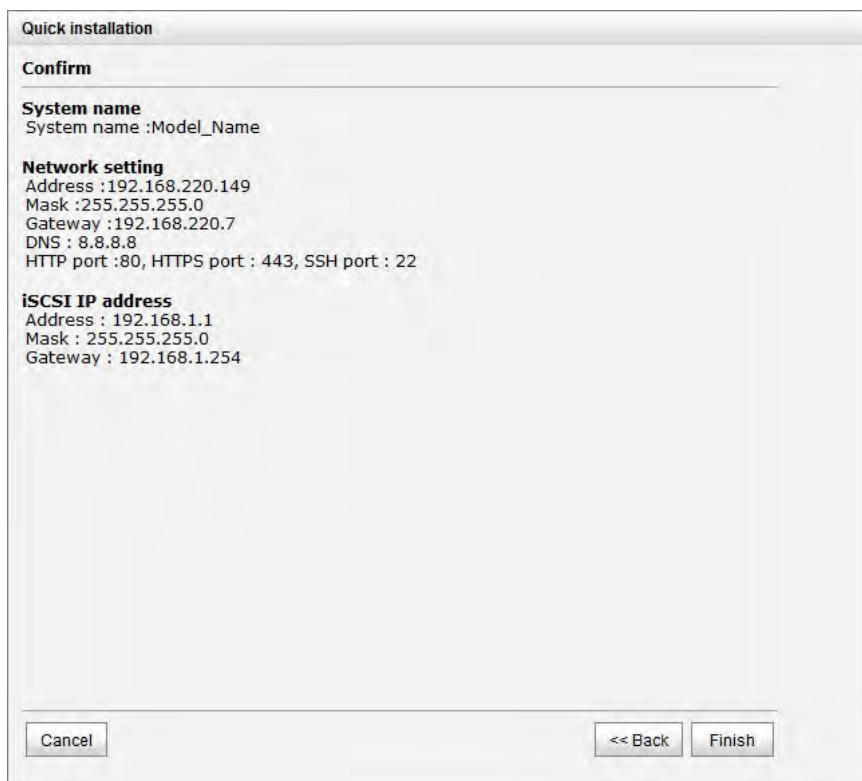 Quick installation
Confirm
System name
System name :Model_Name
Network setting
Address :192.168.220.149
Mask :255.255.255.0
Gateway :192.168.220.7
DNS : 8.8.8.8
HTTP port :80, HTTPS port : 443, SSH port : 22
iSCSI IP address
Address : 192.168.1.1
Mask : 255.255.255.0
Gateway : 192.168.1.254
Cancel
<< Back
Finish